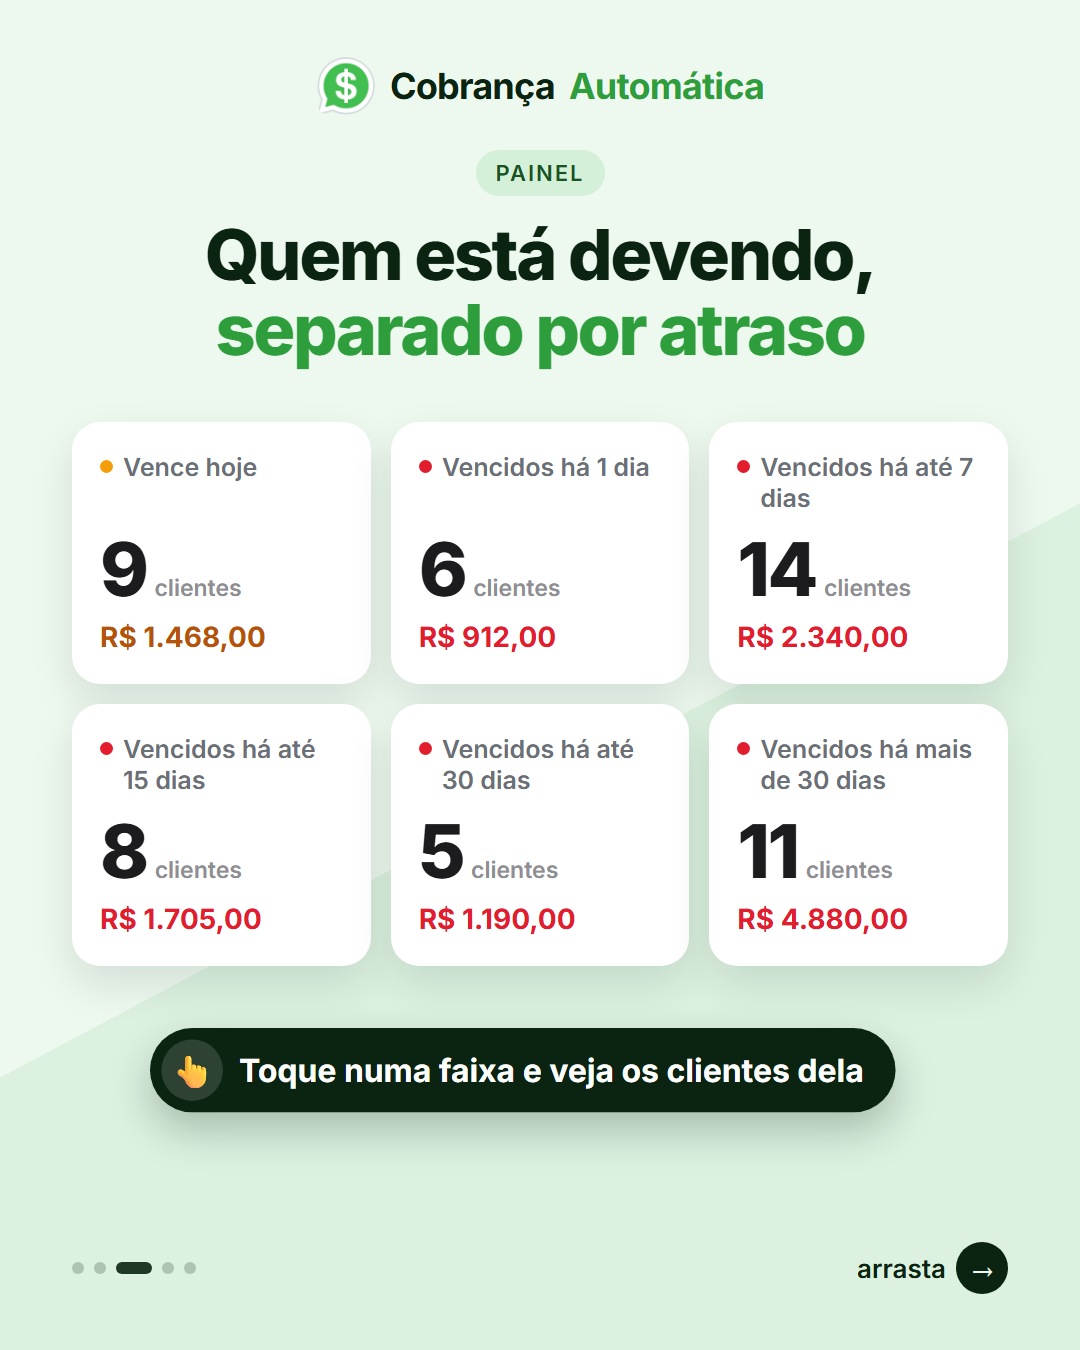 Cobrança Automática
PAINEL
Quem está devendo,
separado por atraso
Vence hoje
9 clientes
R$ 1.468,00
Vencidos há 1 dia
6 clientes
R$ 912,00
Vencidos há até 7
dias
14 clientes
R$ 2.340,00
Vencidos há até
15 dias
8 clientes
R$ 1.705,00
Vencidos há até
30 dias
5 clientes
R$ 1.190,00
Vencidos há mais
de 30 dias
11 clientes
R$ 4.880,00
Toque numa faixa e veja os clientes dela
arrasta →